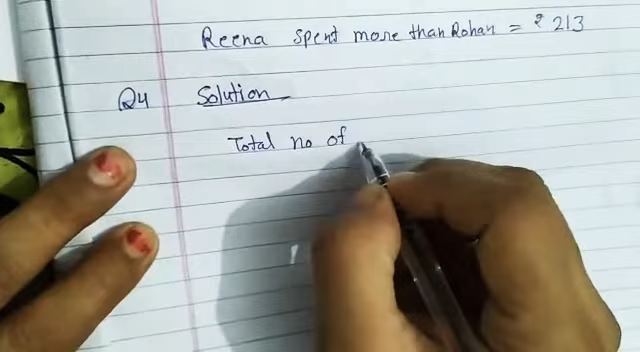 Reena spent more than Rohan = ₹ 213
Q4 Solution
Total no of